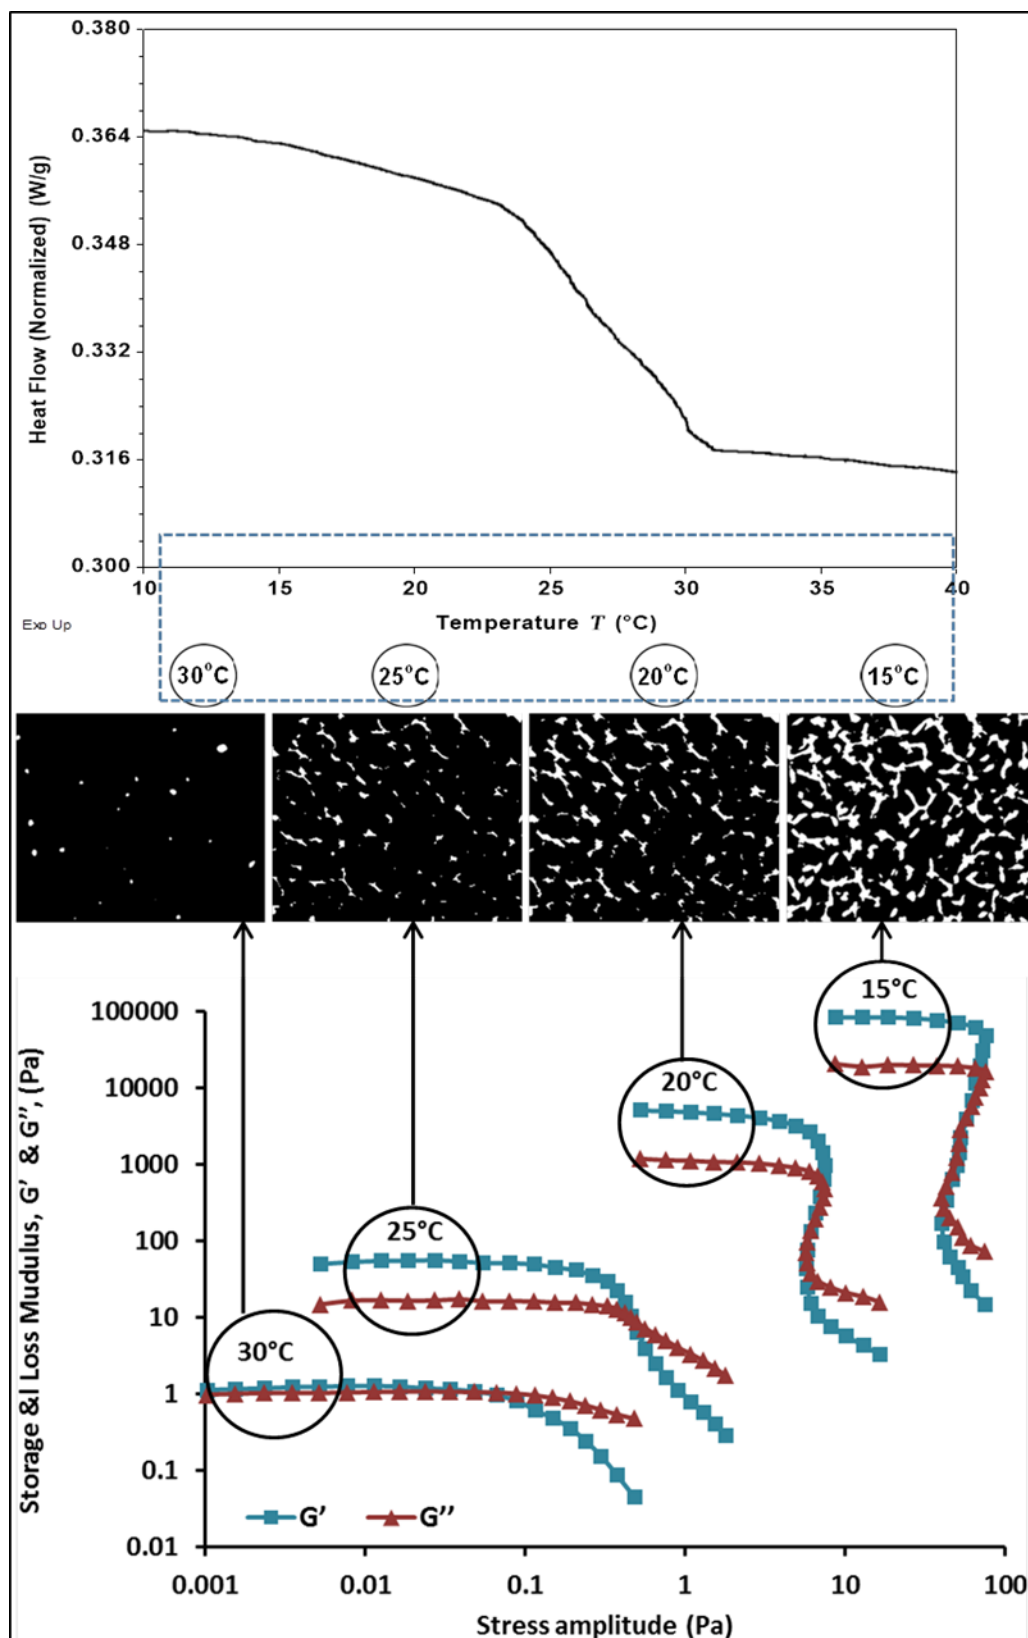 0.380
0.364
0.348
0.332
0.316
0.300
Heat Flow (Normalized) (W/g)
10 15 20 25 30 35 40
Exo Up
Temperature T (°C)
30°C 25°C 20°C 15°C
15°C
20°C
25°C
30°C
100000
10000
1000
100
10
1
0.1
0.01
Storage &l Loss Mudulus, G' & G'', (Pa)
G' G''
0.001 0.01 0.1 1 10 100
Stress amplitude (Pa)